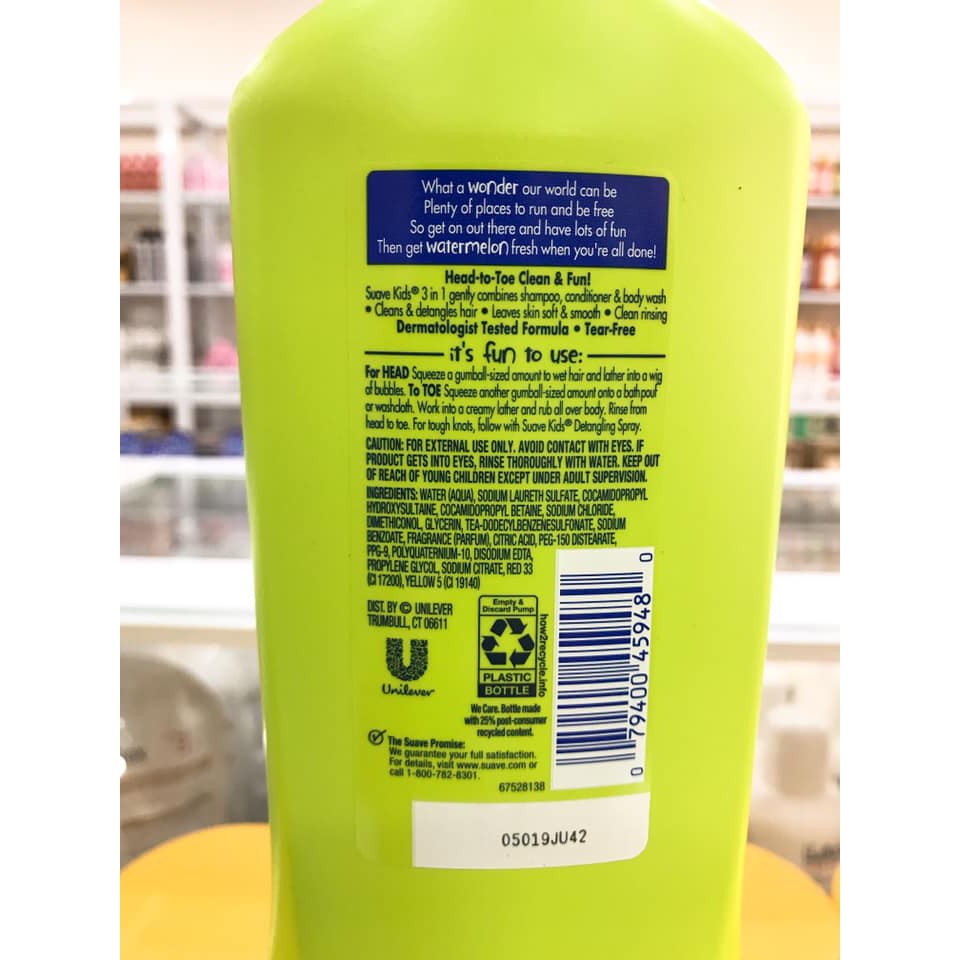 What a wonder our world can be
Plenty of places to run and be free
So get on out there and have lots of fun
Then get watermelon fresh when you're all done!
Head-to-Toe Clean & Fun!
Suave Kids® 3 in 1 gently combines shampoo, conditioner & body wash
• Cleans & detangles hair • Leaves skin soft & smooth • Clean rinsing
Dermatologist Tested Formula • Tear-Free
it's fun to use:
For HEAD Squeeze a gumball-sized amount to wet hair and lather into a wig
of bubbles. To TOE Squeeze another gumball-sized amount onto a bath pouf
or washcloth. Work into a creamy lather and rub all over body. Rinse from
head to toe. For tough knots, follow with Suave Kids® Detangling Spray.
CAUTION: FOR EXTERNAL USE ONLY. AVOID CONTACT WITH EYES. IF
PRODUCT GETS INTO EYES, RINSE THOROUGHLY WITH WATER. KEEP OUT
OF REACH OF YOUNG CHILDREN EXCEPT UNDER ADULT SUPERVISION.
INGREDIENTS: WATER (AQUA), SODIUM LAURETH SULFATE, COCAMIDOPROPYL
HYDROXYSULTAINE, COCAMIDOPROPYL BETAINE, SODIUM CHLORIDE,
DIMETHICONOL, GLYCERIN, TEA-DODECYLBENZENESULFONATE, SODIUM
BENZOATE, FRAGRANCE (PARFUM), CITRIC ACID, PEG-150 DISTEARATE,
PPG-9, POLYQUATERNIUM-10, DISODIUM EDTA,
PROPYLENE GLYCOL, SODIUM CITRATE, RED 33
(CI 17200), YELLOW 5 (CI 19140)
DIST. BY © UNILEVER
TRUMBULL, CT 06611
Unilever
Empty &
Discard Pump
PLASTIC
BOTTLE
how2recycle.info
We Care. Bottle made
with 25% post-consumer
recycled content.
The Suave Promise:
We guarantee your full satisfaction.
For details, visit www.suave.com or
call 1-800-782-8301.
67528138
0 79400 45948 0
05019JU42